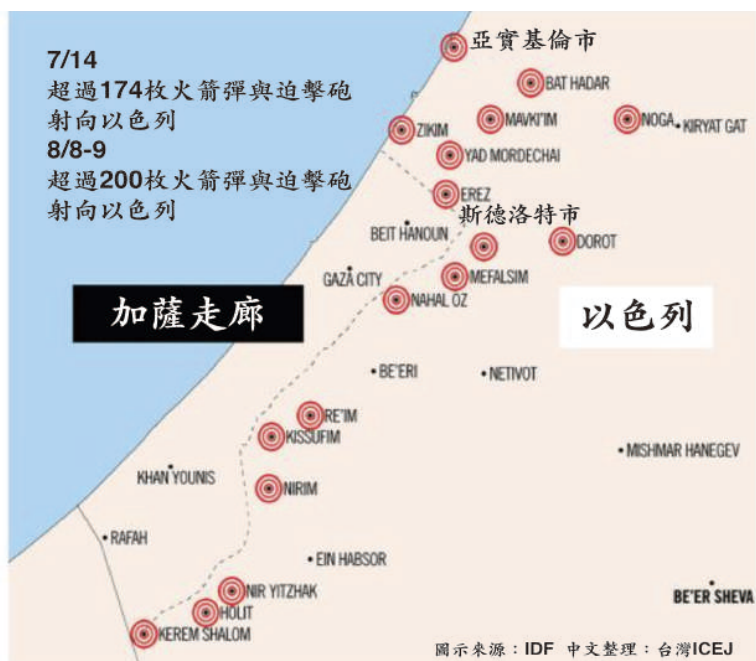 7/14
超過174枚火箭彈與迫擊砲
射向以色列
8/8-9
超過200枚火箭彈與迫擊砲
射向以色列
亞實基倫市
BAT HADAR
ZIKIM
MAVKI'IM
NOGA
KIRYAT GAT
YAD MORDECHAI
EREZ
斯德洛特市
BEIT HANOUN
DOROT
GAZA CITY
MEFALSIM
NAHAL OZ
加薩走廊
以色列
BE'ERI
NETIVOT
RE'IM
KISSUFIM
MISHMAR HANEGEV
KHAN YOUNIS
NIRIM
RAFAH
EIN HABSOR
NIR YITZHAK
BE'ER SHEVA
HOLIT
KEREM SHALOM
圖示來源：IDF 中文整理：台灣ICEJ